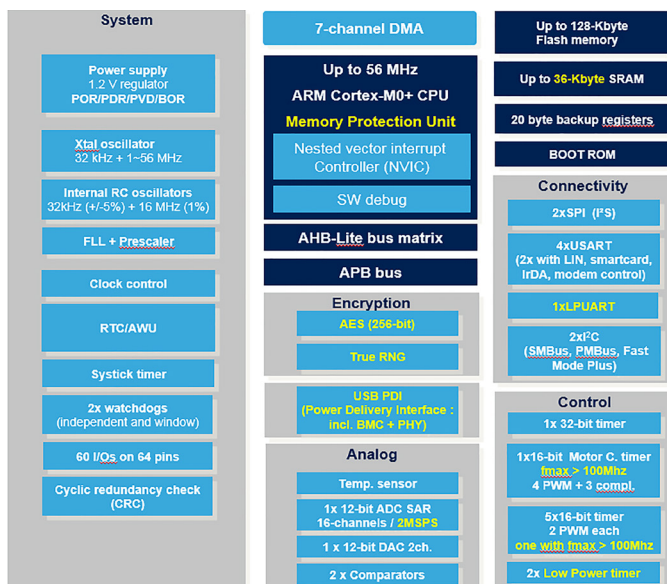 System
Power supply
1.2 V regulator
POR/PDR/PVD/BOR
Xtal oscillator
32 kHz + 1~56 MHz
Internal RC oscillators
32kHz (+/-5%) + 16 MHz (1%)
FLL + Prescaler
Clock control
RTC/AWU
Systick timer
2x watchdogs
(independent and window)
60 I/Os on 64 pins
Cyclic redundancy check
(CRC)
7-channel DMA
Up to 56 MHz
ARM Cortex-M0+ CPU
Memory Protection Unit
Nested vector interrupt
Controller (NVIC)
SW debug
AHB-Lite bus matrix
APB bus
Encryption
AES (256-bit)
True RNG
USB PDI
(Power Delivery Interface :
incl. BMC + PHY)
Analog
Temp. sensor
1x 12-bit ADC SAR
16-channels / 2MSPS
1 x 12-bit DAC 2ch.
2 x Comparators
Up to 128-Kbyte
Flash memory
Up to 36-Kbyte SRAM
20 byte backup registers
BOOT ROM
Connectivity
2xSPI (I²S)
4xUSART
(2x with LIN, smartcard,
IrDA, modem control)
1xLPUART
2xI²C
(SMBus, PMBus, Fast
Mode Plus)
Control
1x 32-bit timer
1x16-bit Motor C. timer
fmax > 100Mhz
4 PWM + 3 compl.
5x16-bit timer
2 PWM each
one with fmax > 100Mhz
2x Low Power timer